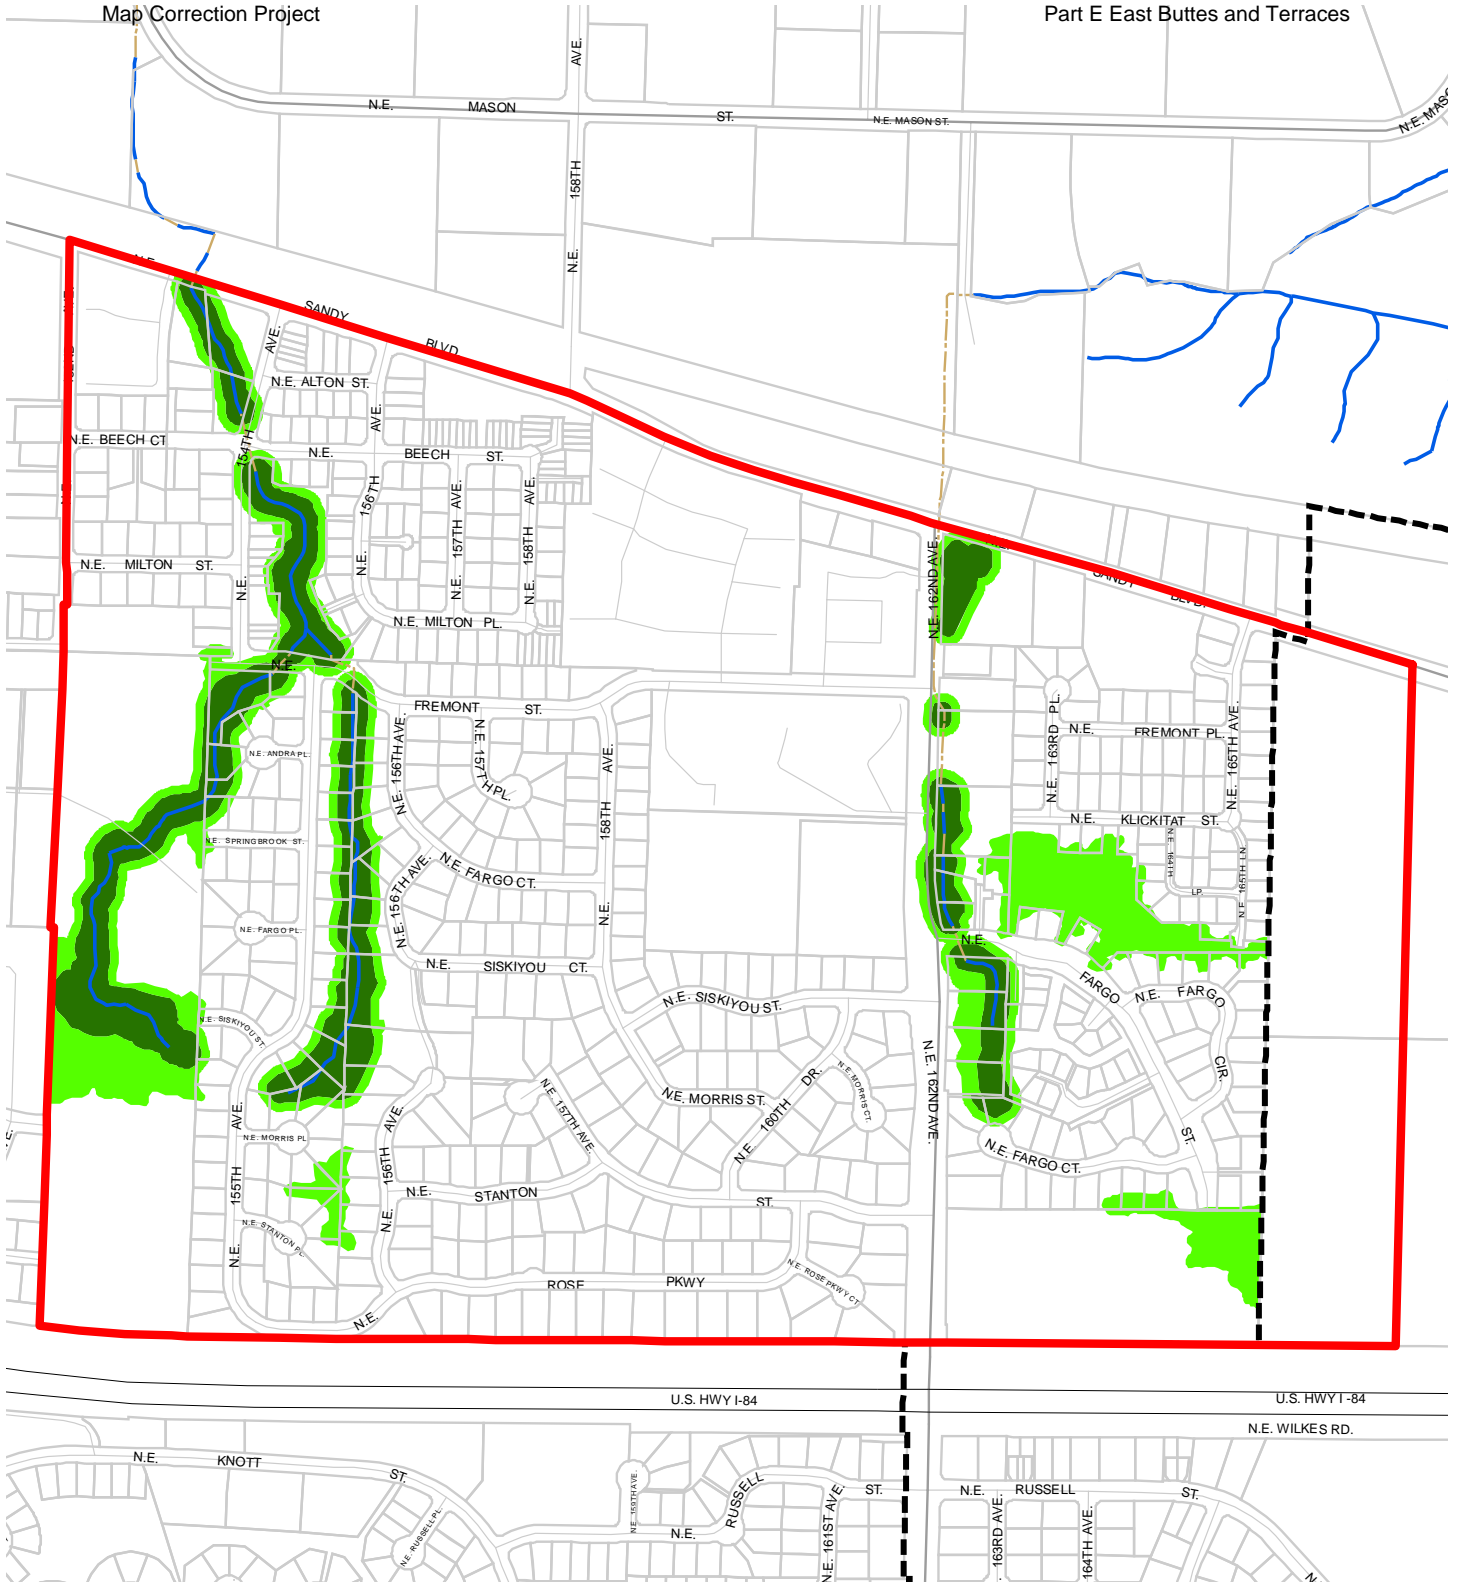 Map Correction Project
Part E East Buttes and Terraces
AVE.
N.E. MASON ST.
N.E. MASON ST.
158TH
N.E.
SANDY
BLVD
AVE.
N.E. ALTON ST.
AVE.
N.E. BEECH CT
154TH
N.E. BEECH ST.
156TH
N.E.
N.E. 157TH AVE.
N.E. 158TH AVE.
N.E. MILTON ST.
N.E.
N.E. MILTON PL.
N.E. 162ND AVE.
SANDY
BLVD.
N.E.
FREMONT ST.
N.E. ANDRA PL.
N.E. 156TH AVE.
N.E. 157TH PL.
158TH AVE.
N.E.
N.E. 163RD PL.
N.E. FREMONT PL.
N.E. 165TH AVE.
N.E. KLICKITAT ST.
N.E. SPRINGBROOK ST.
N.E. FARGO CT.
N.E. 156TH AVE.
N.E. 164TH
LP.
N.E. 165TH LN
N.E. FARGO PL.
N.E. SISKIYOU CT.
N.E.
FARGO
ST.
N.E. FARGO
CIR.
N.E. SISKIYOU ST.
N.E. SISKIYOU ST.
N.E. MORRIS ST.
N.E. 160TH DR.
N.E. MORRIS CT.
N.E. 162ND AVE.
N.E. 157TH AVE.
N.E. MORRIS PL
N.E. 155TH AVE.
N.E. 156TH AVE.
N.E. FARGO CT.
N.E. STANTON
ST.
N.E. STANTON PL.
N.E. ROSE PKWY
N.E. ROSE PKWY CT.
U.S. HWY I-84
U.S. HWY I-84
N.E. WILKES RD.
N.E. KNOTT ST.
N.E. RUSSELL PL.
N.E. 159TH AVE.
N.E. RUSSELL ST.
N.E. 161ST AVE.
N.E. RUSSELL ST.
163RD AVE.
164TH AVE.